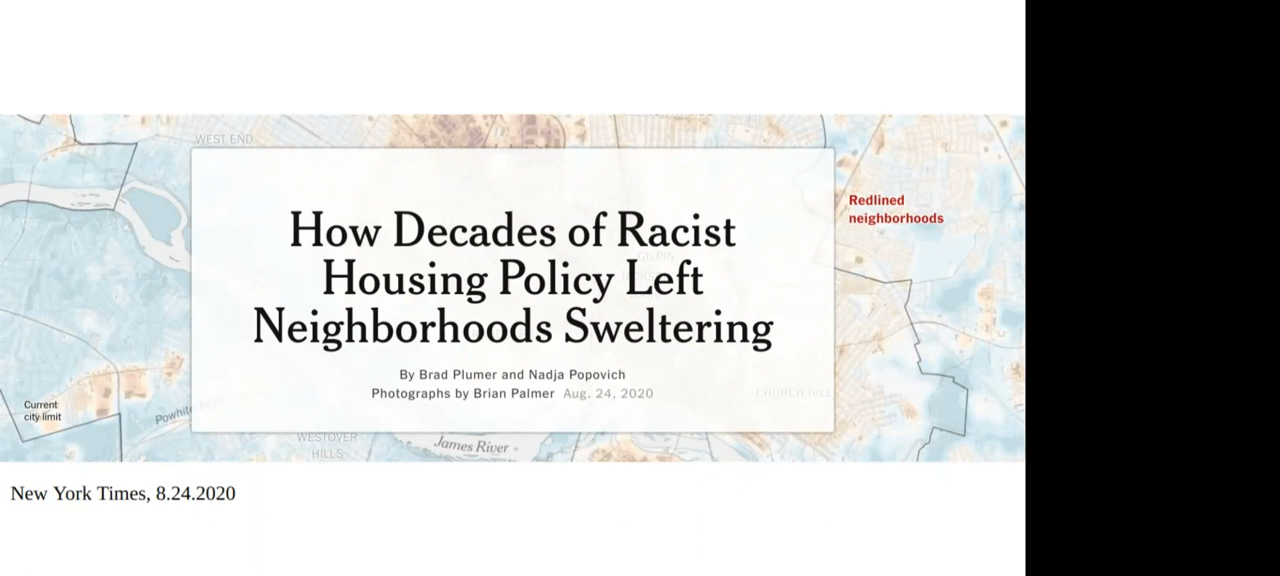 WEST END
Redlined
neighborhoods
How Decades of Racist
Housing Policy Left
Neighborhoods Sweltering
GILPIN
By Brad Plumer and Nadja Popovich
Photographs by Brian Palmer Aug. 24, 2020
CHURCH HILL
Current
city limit
Powhite
WESTOVER
HILLS
James River
New York Times, 8.24.2020